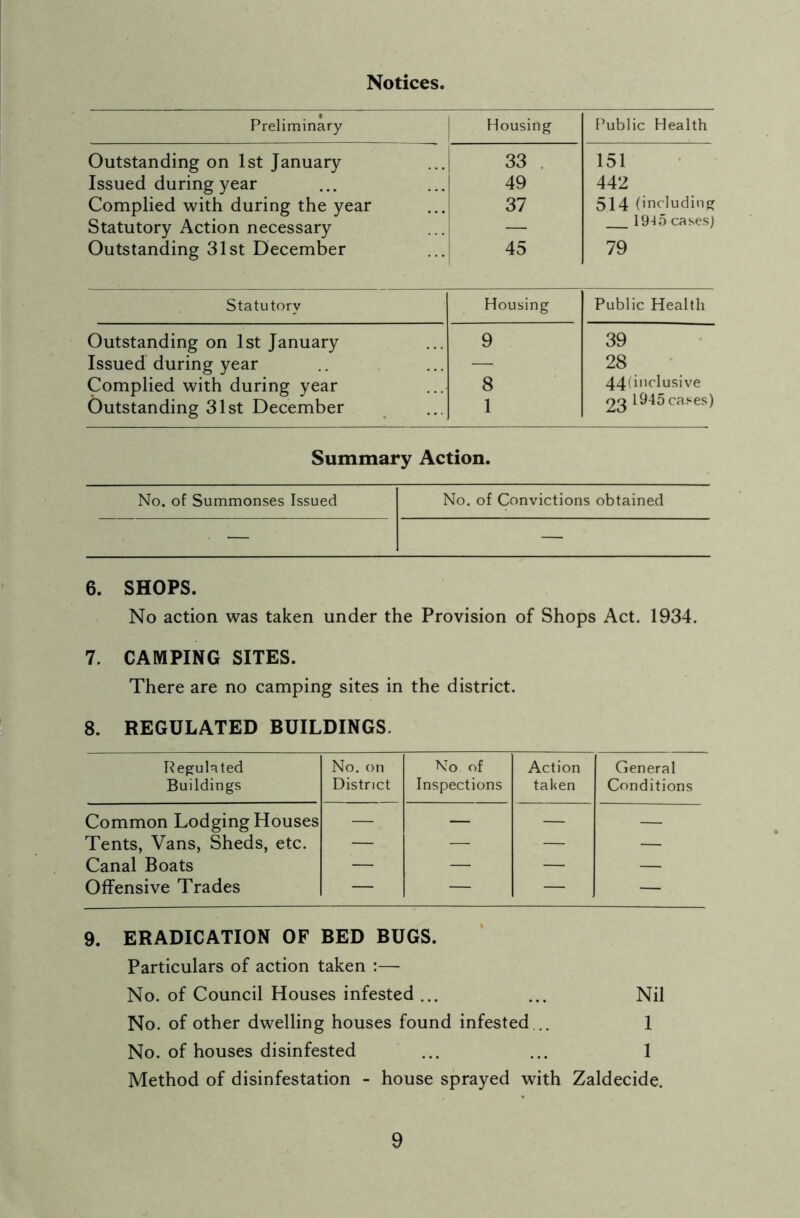 Notices.
Preliminary Housing Public Health
Outstanding on 1st January ... 33 . 151
Issued during year ... ... 49 442
Complied with during the year ... 37 514 (including
Statutory Action necessary ... — — 1945 cases)
Outstanding 31st December ... 45 79
Statutory Housing Public Health
Outstanding on 1st January ... 9 39
Issued during year .. ... — 28
Complied with during year ... 8 44(inclusive
Outstanding 31st December ... 1 23 1945 cases)
Summary Action.
No. of Summonses Issued No. of Convictions obtained
— —
6. SHOPS.
No action was taken under the Provision of Shops Act. 1934.
7. CAMPING SITES.
There are no camping sites in the district.
8. REGULATED BUILDINGS.
Regulated No. on No. of Action General
Buildings District Inspections taken Conditions
Common Lodging Houses — — — —
Tents, Vans, Sheds, etc. — — — —
Canal Boats — — — —
Offensive Trades — — — —
9. ERADICATION OF BED BUGS.
Particulars of action taken :—
No. of Council Houses infested ... ... Nil
No. of other dwelling houses found infested ... 1
No. of houses disinfested ... ... 1
Method of disinfestation - house sprayed with Zaldecide.
9